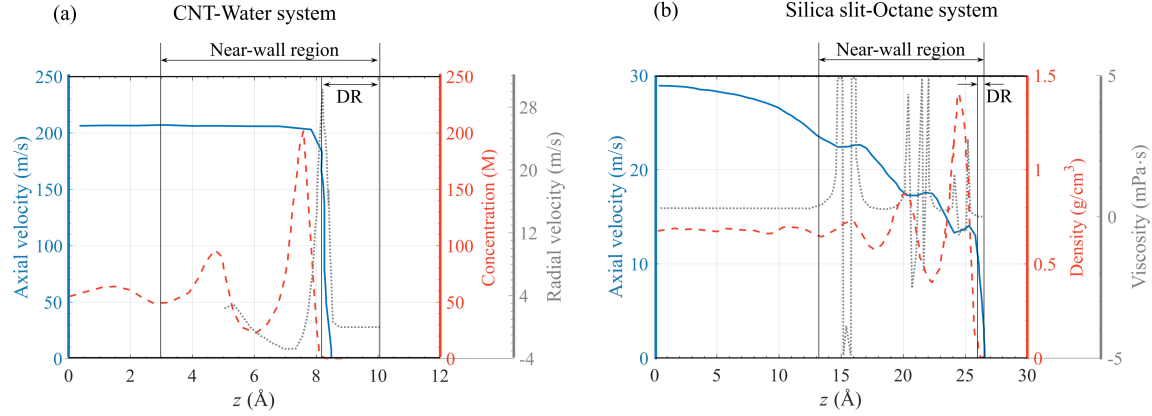 (a)
CNT-Water system
Near-wall region
DR
250
200
150
100
50
0
Axial velocity (m/s)
0
2
4
6
8
10
12
z (Å)
250
200
150
100
50
0
Concentration (M)
28
20
12
4
-4
Radial velocity (m/s)
(b)
Silica slit-Octane system
Near-wall region
DR
30
20
10
0
Axial velocity (m/s)
0
5
10
15
20
25
30
z (Å)
1.5
1
0.5
0
Density (g/cm³)
5
0
-5
Viscosity (mPa·s)